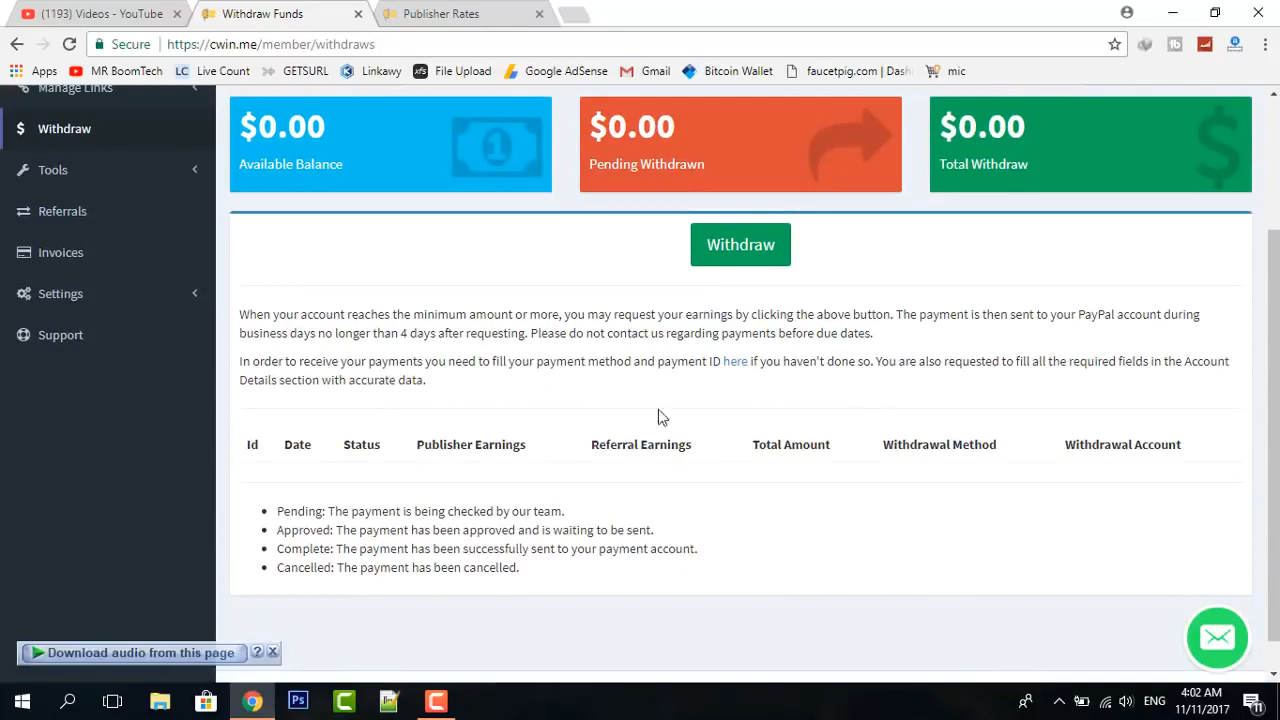 (1193) Videos - YouTube
Withdraw Funds
Publisher Rates
Secure
https://cwin.me/member/withdraws
Apps
MR BoomTech
LC Live Count
GETSURL
Linkawy
xfs File Upload
Google AdSense
Gmail
Bitcoin Wallet
faucetpig.com | Dash
mic
Manage Links
Withdraw
Tools
Referrals
Invoices
Settings
Support
$0.00
Available Balance
1
$0.00
Pending Withdrawn
$0.00
Total Withdraw
$
Withdraw
When your account reaches the minimum amount or more, you may request your earnings by clicking the above button. The payment is then sent to your PayPal account during
business days no longer than 4 days after requesting. Please do not contact us regarding payments before due dates.
In order to receive your payments you need to fill your payment method and payment ID here if you haven't done so. You are also requested to fill all the required fields in the Account
Details section with accurate data.
Id Date Status Publisher Earnings Referral Earnings Total Amount Withdrawal Method Withdrawal Account
• Pending: The payment is being checked by our team.
• Approved: The payment has been approved and is waiting to be sent.
• Complete: The payment has been successfully sent to your payment account.
• Cancelled: The payment has been cancelled.
Download audio from this page
?
Ps
ENG
4:02 AM
11/11/2017